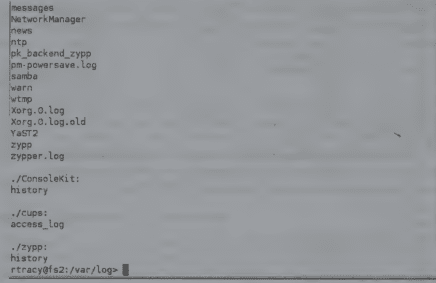 messages
NetworkManager
news
ntp
pk_backend_zypp
pm-powersave.log
samba
warn
wtmp
Xorg.0.log
Xorg.0.log.old
YaST2
zypp
zypper.log

./ConsoleKit:
history

./cups:
access_log

./zypp:
history
rtracy@fs2:/var/log>